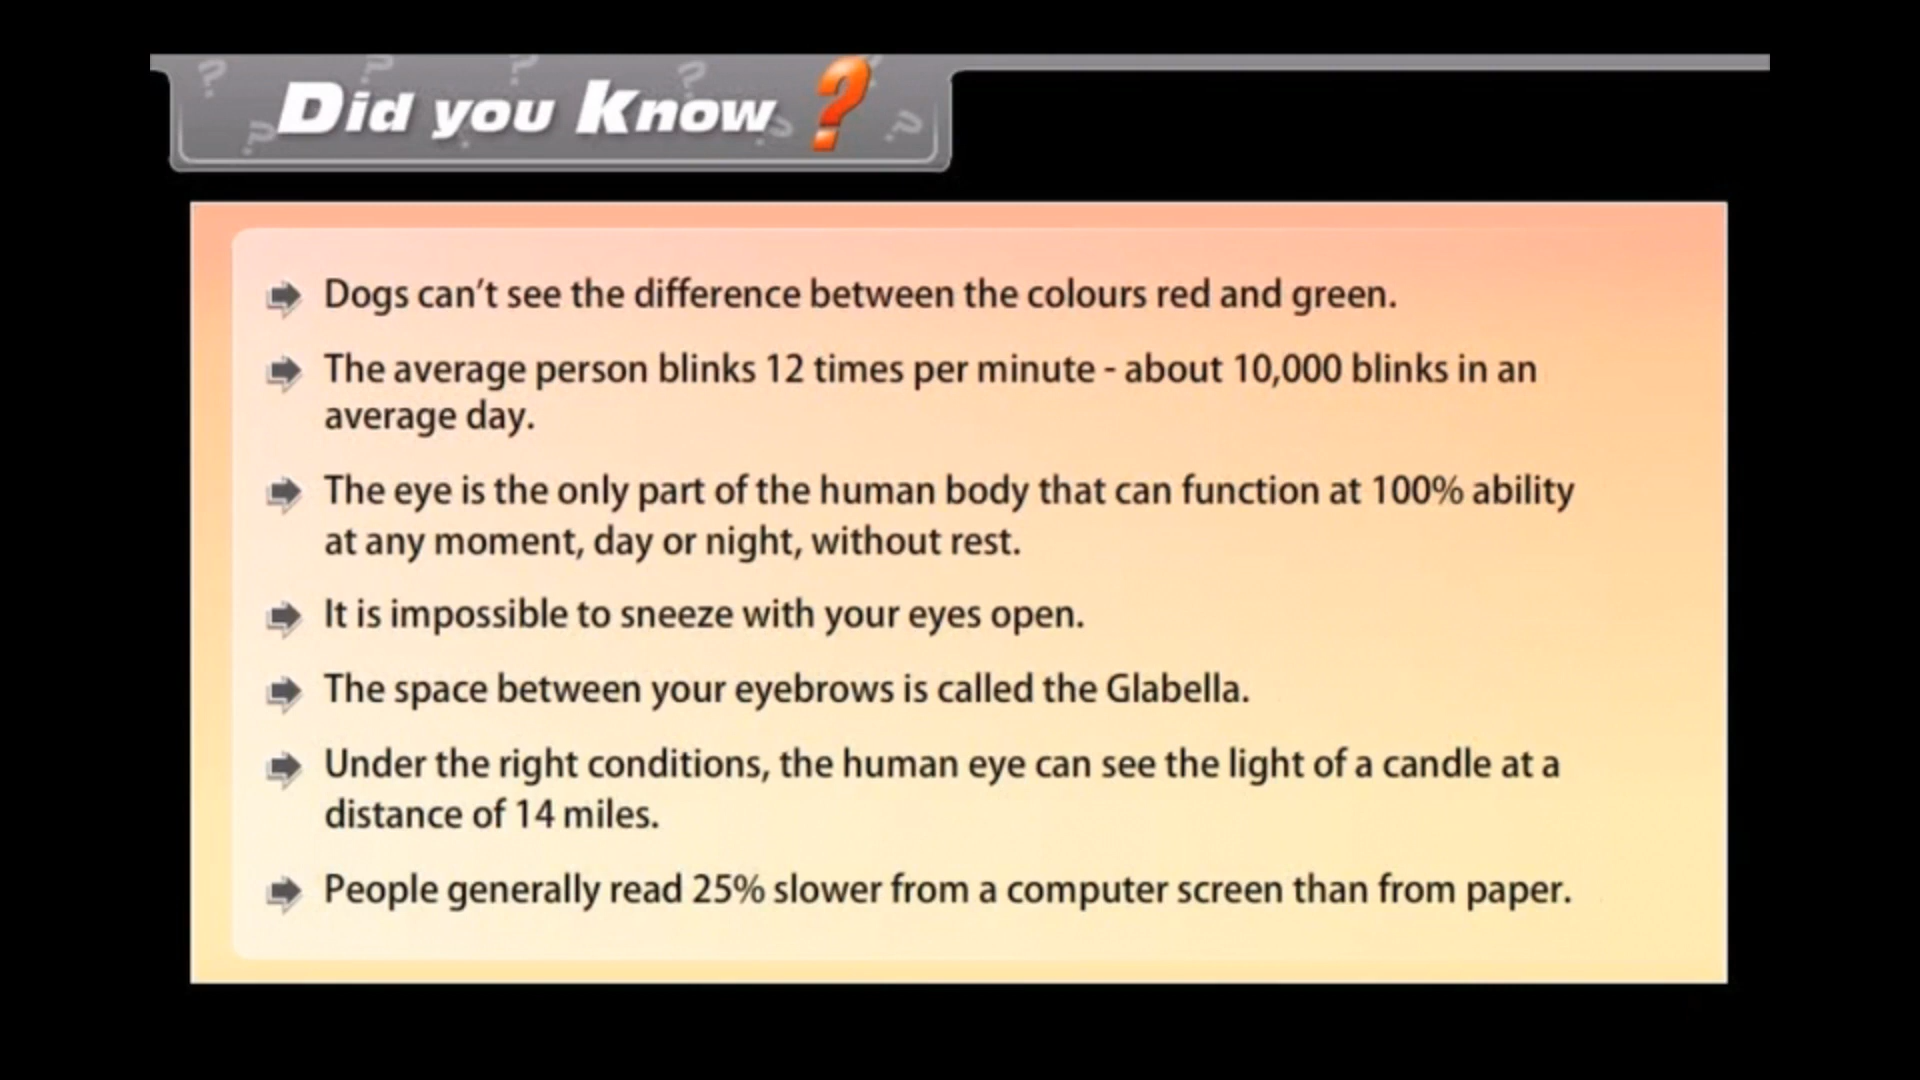 Did you Know ?
Dogs can't see the difference between the colours red and green.
The average person blinks 12 times per minute - about 10,000 blinks in an
average day.
The eye is the only part of the human body that can function at 100% ability
at any moment, day or night, without rest.
It is impossible to sneeze with your eyes open.
The space between your eyebrows is called the Glabella.
Under the right conditions, the human eye can see the light of a candle at a
distance of 14 miles.
People generally read 25% slower from a computer screen than from paper.